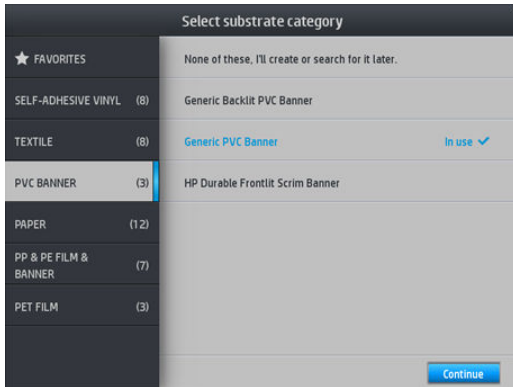 Select substrate category
FAVORITES
None of these, I'll create or search for it later.
SELF-ADHESIVE VINYL (8)
Generic Backlit PVC Banner
TEXTILE (8)
Generic PVC Banner In use
PVC BANNER (3)
HP Durable Frontlit Scrim Banner
PAPER (12)
PP & PE FILM &
BANNER (7)
PET FILM (3)
Continue